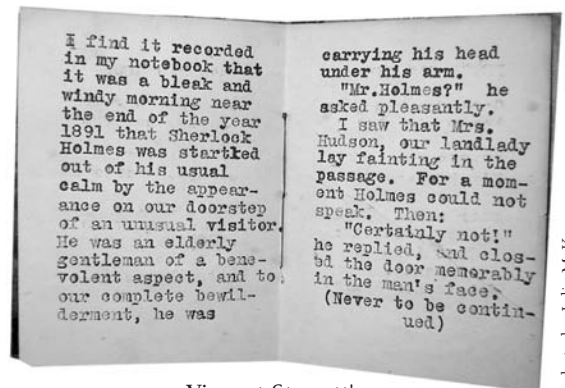 I find it recorded
in my notebook that
it was a bleak and
windy morning near
the end of the year
1891 that Sherlock
Holmes was startled
out of his usual
calm by the appear-
ance on our doorstep
of an unusual visitor.
He was an elderly
gentleman of a bene-
volent aspect, and to
our complete bewil-
derment, he was
carrying his head
under his arm.
"Mr.Holmes?" he
asked pleasantly.
I saw that Mrs.
Hudson, our landlady
lay fainting in the
passage. For a mom-
ent Holmes could not
speak. Then:
"Certainly not!"
he replied, and clos-
ed the door memorably
in the man's face.
(Never to be contin-
ued)